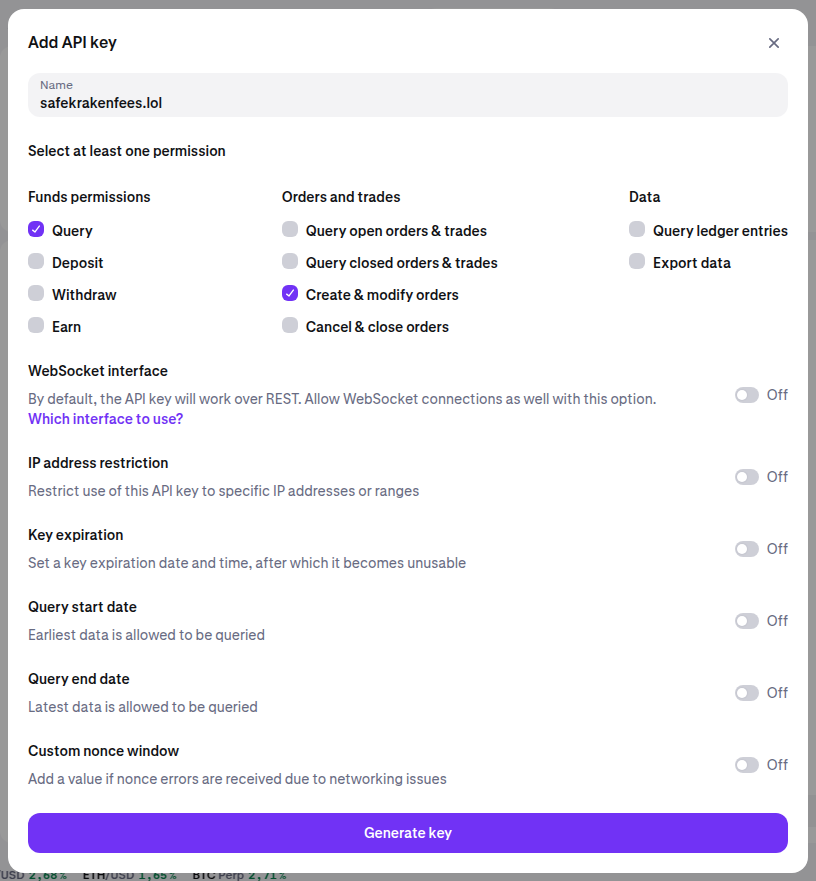 Add API key
Name
safekrakenfees.lol
Select at least one permission
Funds permissions
Query
Deposit
Withdraw
Earn
Orders and trades
Query open orders & trades
Query closed orders & trades
Create & modify orders
Cancel & close orders
Data
Query ledger entries
Export data
WebSocket interface
By default, the API key will work over REST. Allow WebSocket connections as well with this option.
Which interface to use?
Off
IP address restriction
Restrict use of this API key to specific IP addresses or ranges
Off
Key expiration
Set a key expiration date and time, after which it becomes unusable
Off
Query start date
Earliest data is allowed to be queried
Off
Query end date
Latest data is allowed to be queried
Off
Custom nonce window
Add a value if nonce errors are received due to networking issues
Off
Generate key
USD 2,68% ETH/USD 1,65% BTC Perp 2,71%